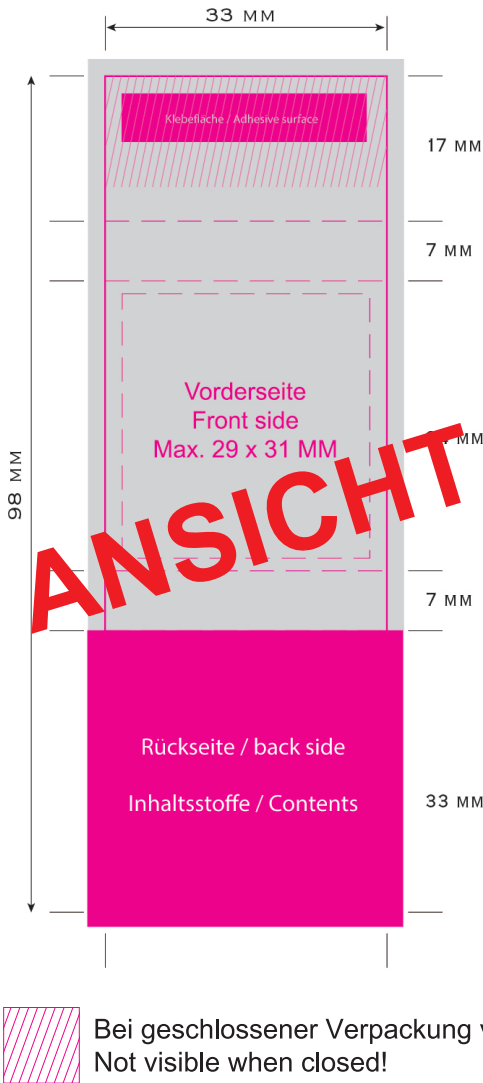 33 MM
Klebefläche / Adhesive surface
17 MM
7 MM
Vorderseite
Front side
Max. 29 x 31 MM
MM
ANSICHT
98 MM
7 MM
Rückseite / back side
Inhaltsstoffe / Contents
33 MM
Bei geschlossener Verpackung
Not visible when closed!